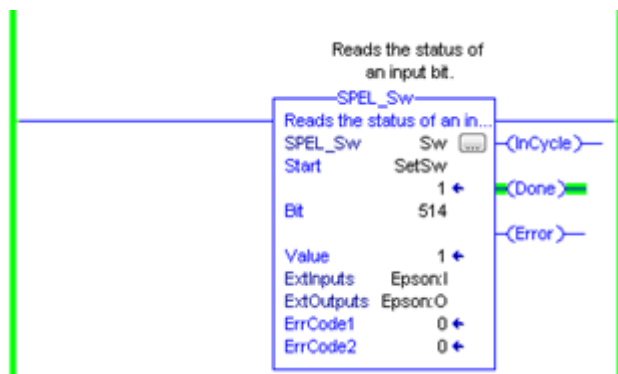 Reads the status of
an input bit.
SPEL_Sw
Reads the status of an in...
SPEL_Sw Sw ... (InCycle)
Start SetSw
1 (Done)
Bit 514
(Error)
Value 1
ExtInputs Epson:I
ExtOutputs Epson:O
ErrCode1 0
ErrCode2 0